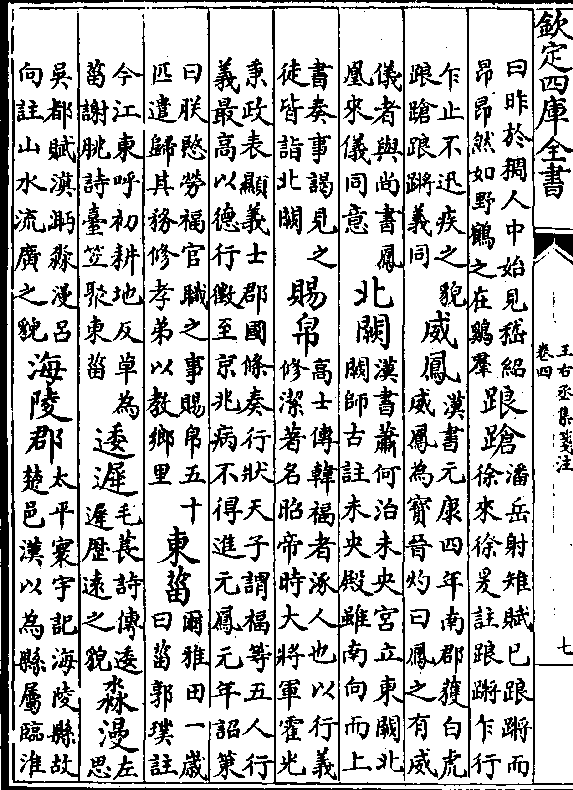 欽定四庫全書
王右丞集箋注
卷四
七
曰昨於稠人中始見嵇紹
昂昂然如野鶴之在鷄羣
踉蹌
潘岳射雉賦已踉蹡而
徐來徐爰註踉蹡乍行
乍止不迅疾之貌
踉蹌踉蹡義同
威鳳
漢書元康四年南郡獲白虎
威鳳為寶晉灼曰鳳之有威
儀者與尚書鳳
凰來儀同意
北闕
漢書蕭何治未央宮立東闕北
闕師古註未央殿雖南向而上
書奏事謁見之
徒皆詣北闕
賜帛
高士傳韓福者涿人也以行義
修潔著名昭帝時大將軍霍光
秉政表顯義士郡國條奏行狀天子謂福等五人行
義最高以德行徵至京兆病不得進元鳳元年詔策
曰朕愍勞福官職之事賜帛五十
匹遣歸其務修孝弟以教鄉里
東菑
爾雅田一歲
曰菑郭璞註
今江東呼初耕地反草為
菑謝朓詩臺笠聚東菑
逶遲
毛萇詩傳逶
遲歷遠之貌
淼漫
左
思
吳都賦滇㴐淼漫呂
向註山水流廣之貌
海陵郡
太平寰宇記海陵縣故
楚邑漢以為縣屬臨淮